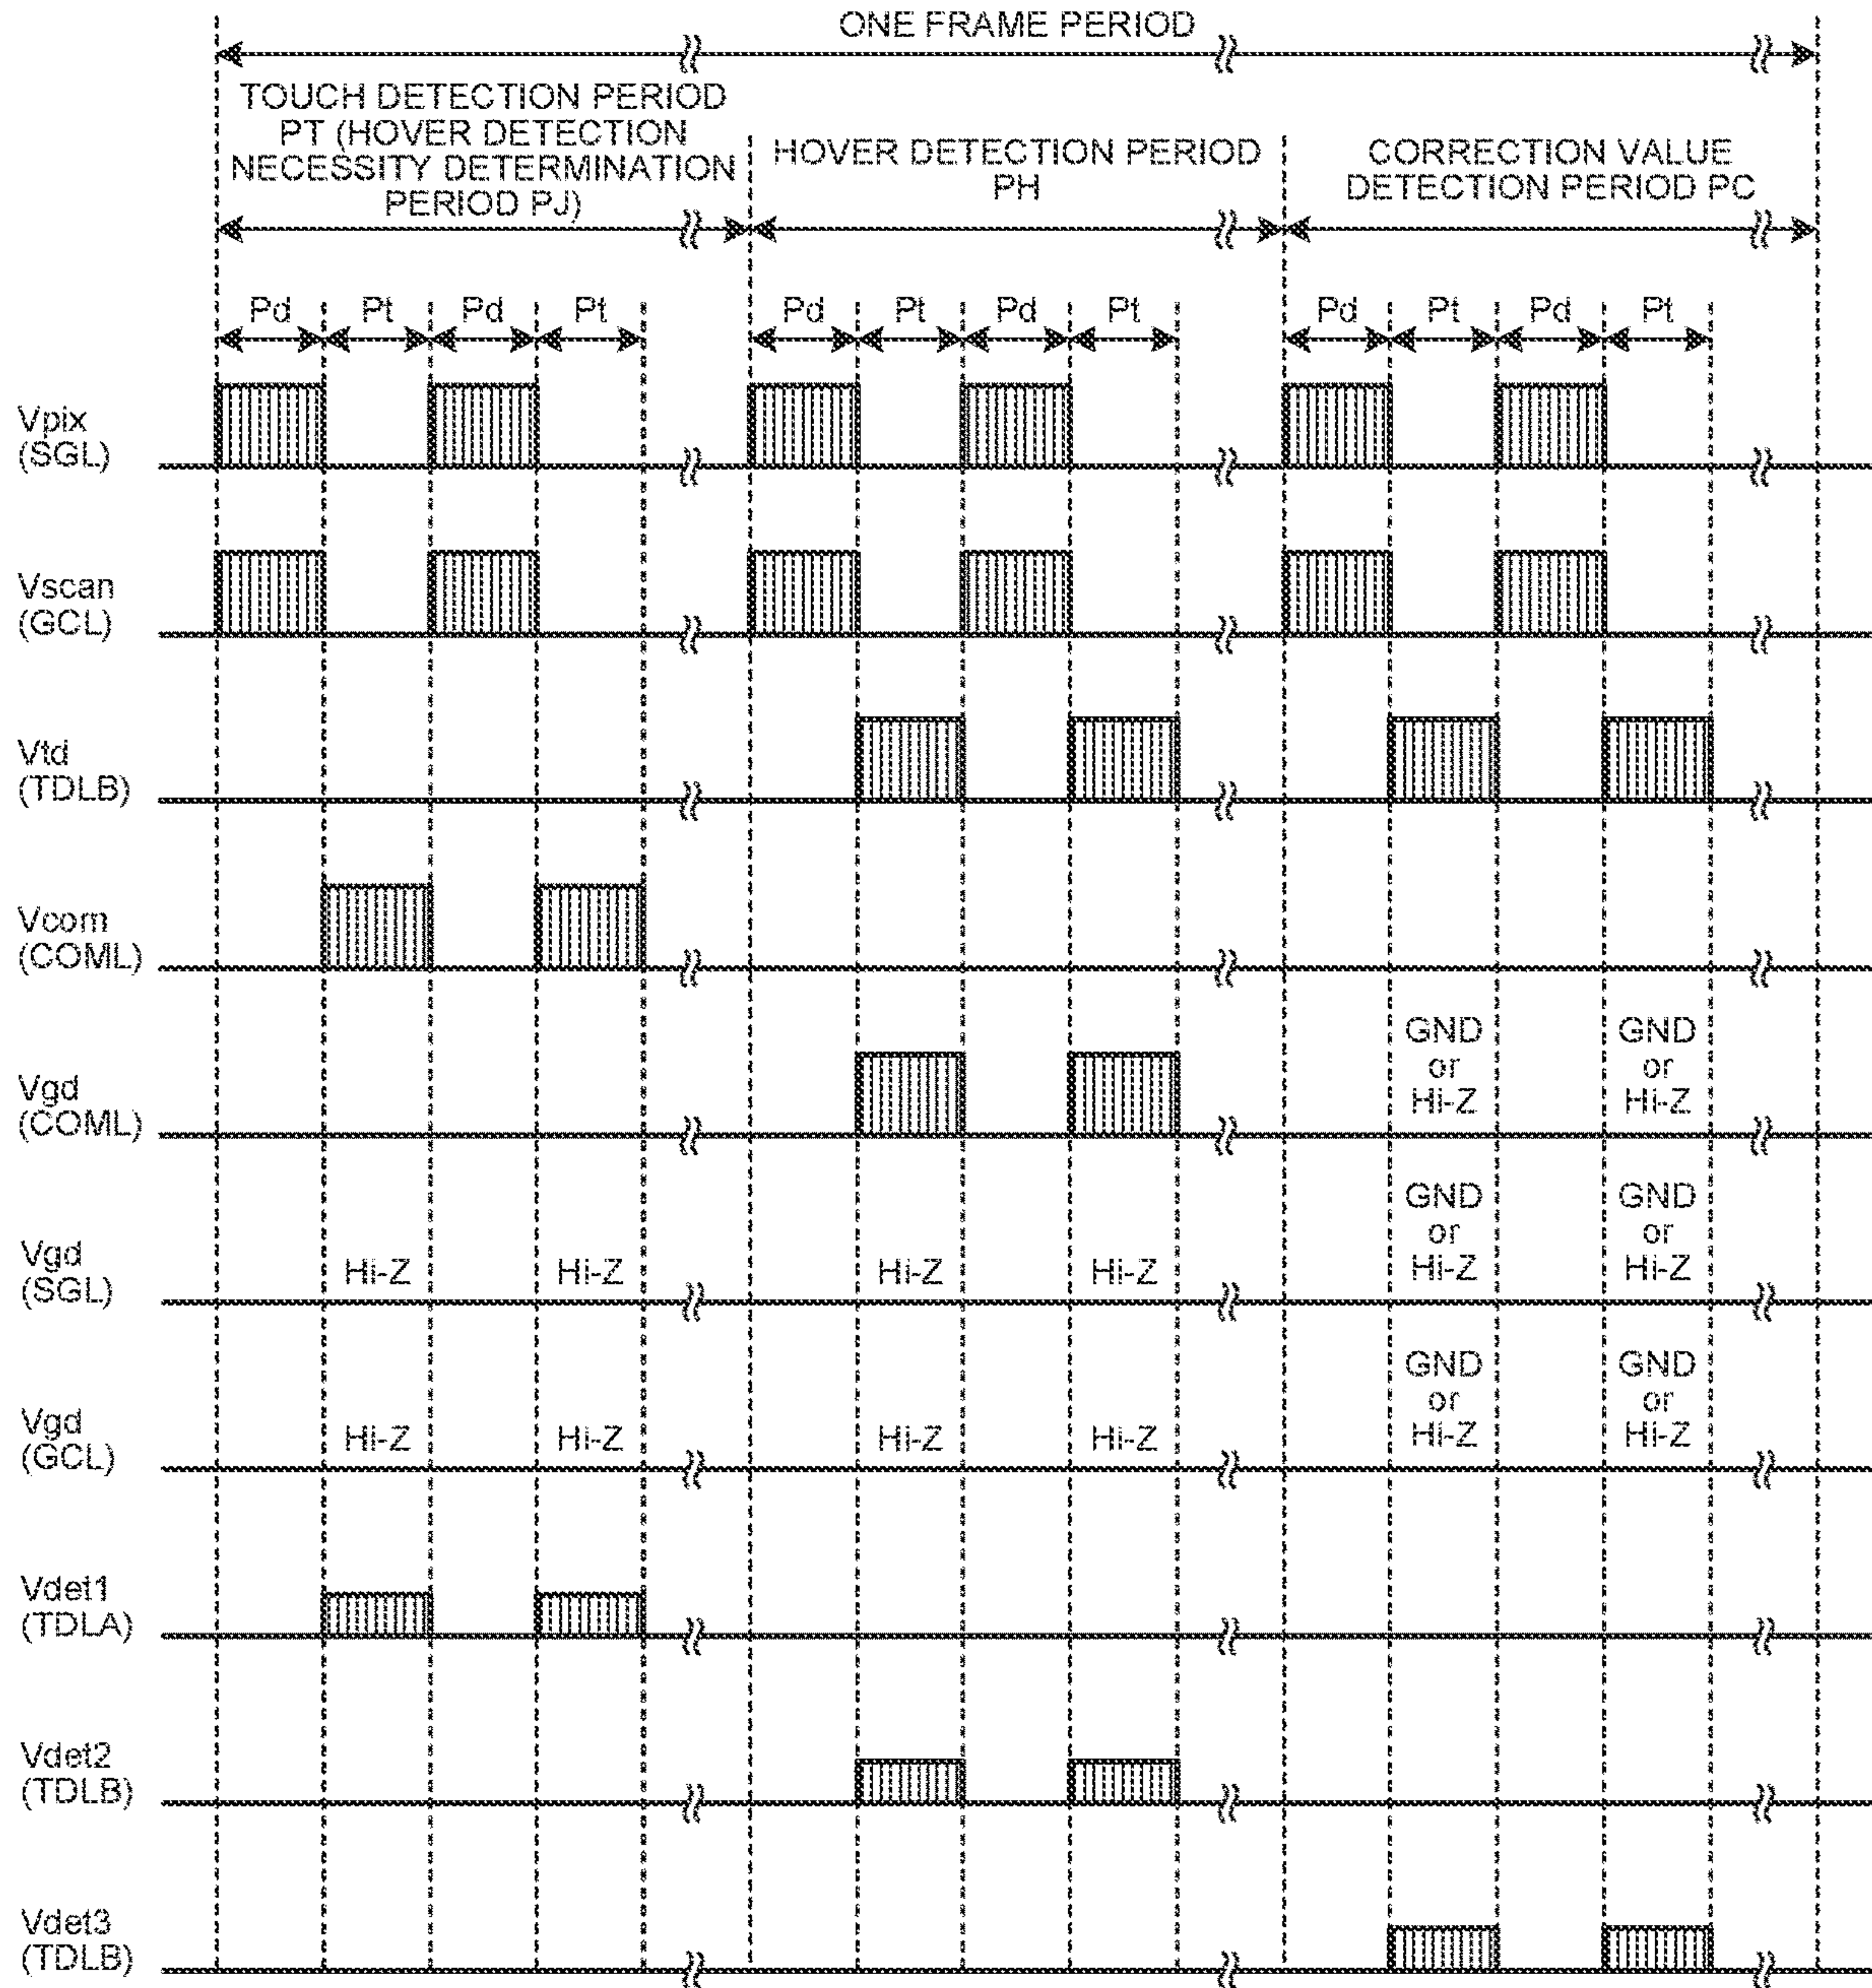 ONE FRAME PERIOD
TOUCH DETECTION PERIOD
PT (HOVER DETECTION
NECESSITY DETERMINATION
PERIOD PJ)
HOVER DETECTION PERIOD
PH
CORRECTION VALUE
DETECTION PERIOD PC
Pd Pt Pd Pt Pd Pt Pd Pt Pd Pt Pd Pt
Vpix
(SGL)
Vscan
(GCL)
Vtd
(TDLB)
Vcom
(COML)
Vgd
(COML)
GND
or
Hi-Z
GND
or
Hi-Z
Vgd
(SGL)
Hi-Z Hi-Z Hi-Z Hi-Z
GND
or
Hi-Z
GND
or
Hi-Z
Vgd
(GCL)
Hi-Z Hi-Z Hi-Z Hi-Z
GND
or
Hi-Z
GND
or
Hi-Z
Vdet1
(TDLA)
Vdet2
(TDLB)
Vdet3
(TDLB)